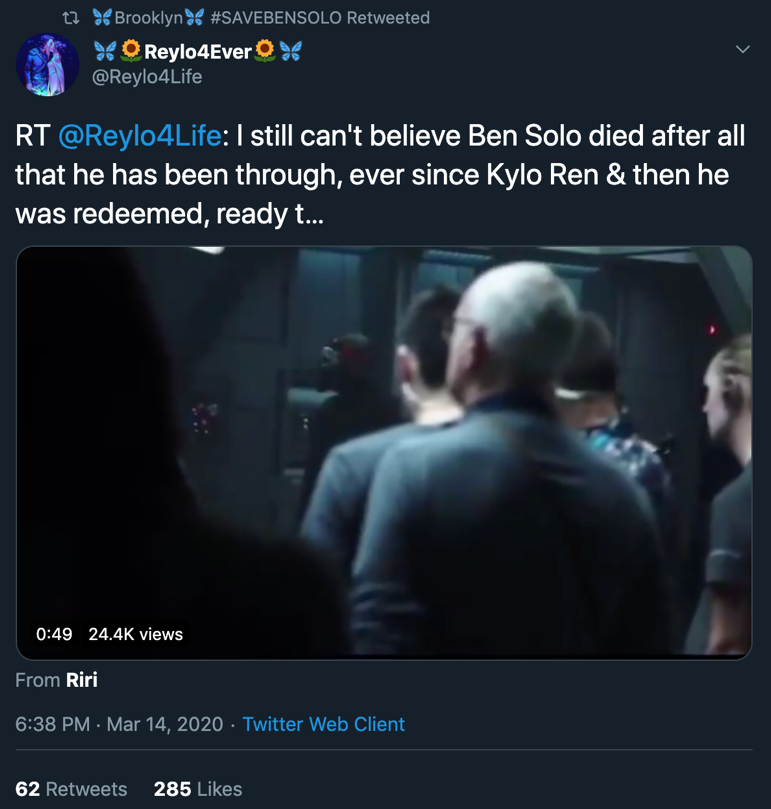 🦋Brooklyn🦋 #SAVEBENSOLO Retweeted
🦋🌻Reylo4Ever🌻🦋
@Reylo4Life
RT @Reylo4Life: I still can't believe Ben Solo died after all
that he has been through, ever since Kylo Ren & then he
was redeemed, ready t...
0:49 24.4K views
From Riri
6:38 PM · Mar 14, 2020 · Twitter Web Client
62 Retweets 285 Likes